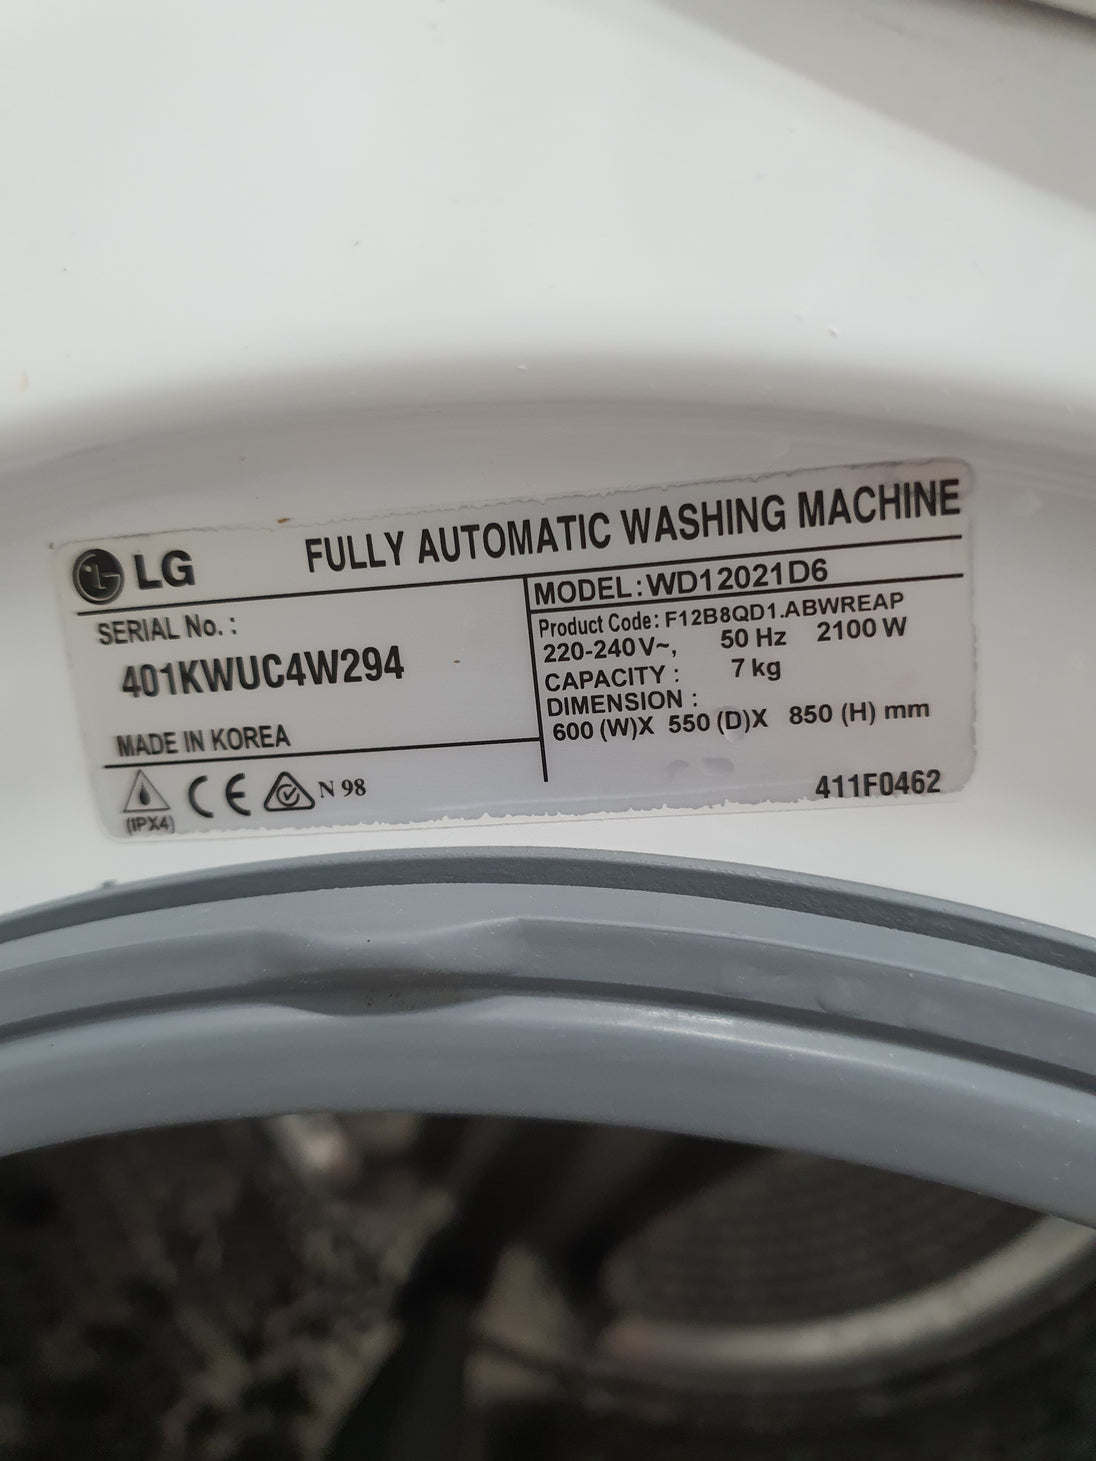 LG FULLY AUTOMATIC WASHING MACHINE
SERIAL No. :
401KWUC4W294
MADE IN KOREA
(IPX4)
CE
N 98
MODEL : WD12021D6
Product Code: F12B8QD1.ABWREAP
220-240 V~, 50 Hz 2100 W
CAPACITY : 7 kg
DIMENSION :
600 (W)X 550 (D)X 850 (H) mm
411F0462